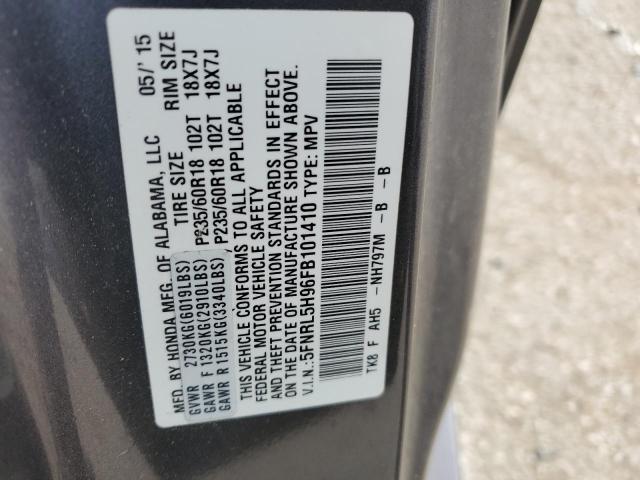 MFD. BY HONDA MFG. OF ALABAMA, LLC 05/'15
TIRE SIZE RIM SIZE
GVWR 2730KG(6019LBS)
GAWR F 1320KG(2910LBS) P235/60R18 102T 18X7J
GAWR R 1515KG(3340LBS) P235/60R18 102T 18X7J
THIS VEHICLE CONFORMS TO ALL APPLICABLE
FEDERAL MOTOR VEHICLE SAFETY
AND THEFT PREVENTION STANDARDS IN EFFECT
ON THE DATE OF MANUFACTURE SHOWN ABOVE.
V.I.N.:5FNRL5H96FB101410 TYPE: MPV
TK8 F AH5 -NH797M -B -B